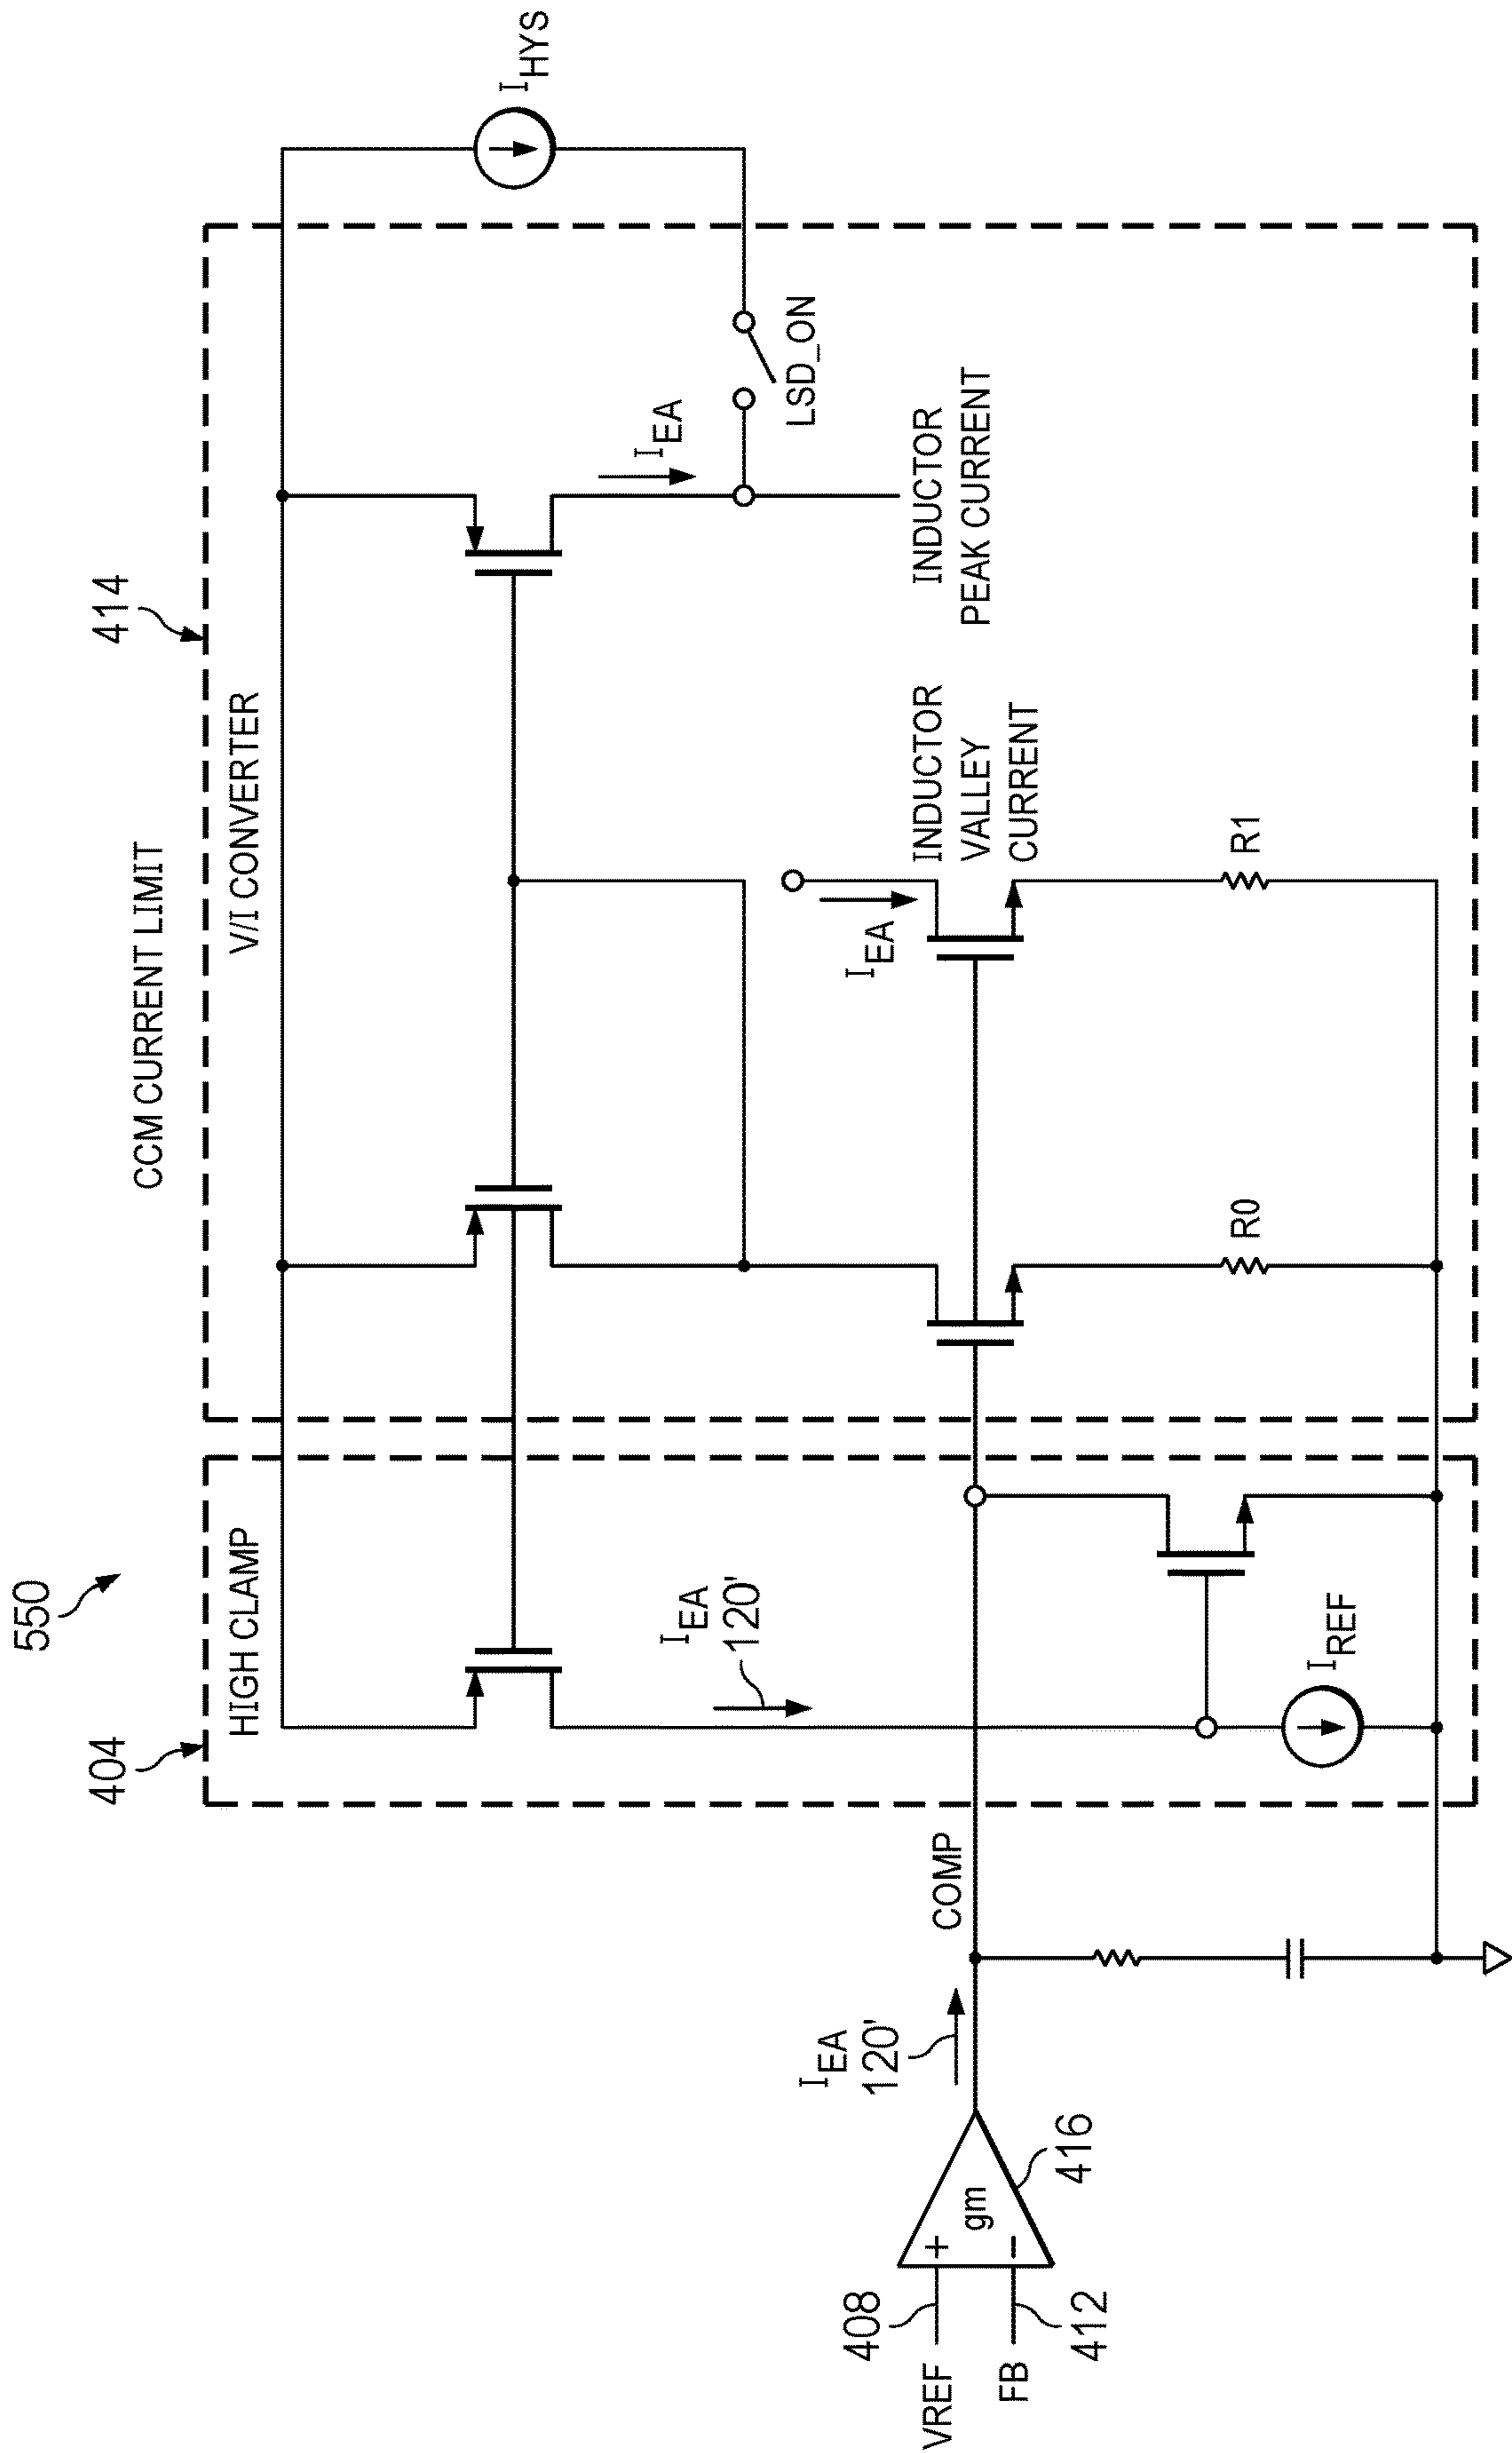 550
CCM CURRENT LIMIT
414
404
HIGH CLAMP
V/I CONVERTER
I_HYS
I_EA
120'
I_EA
LSD_ON
I_EA
120'
COMP
VREF
408
+
gm
−
FB
412
416
I_EA
INDUCTOR
VALLEY
CURRENT
INDUCTOR
PEAK CURRENT
I_REF
R0
R1